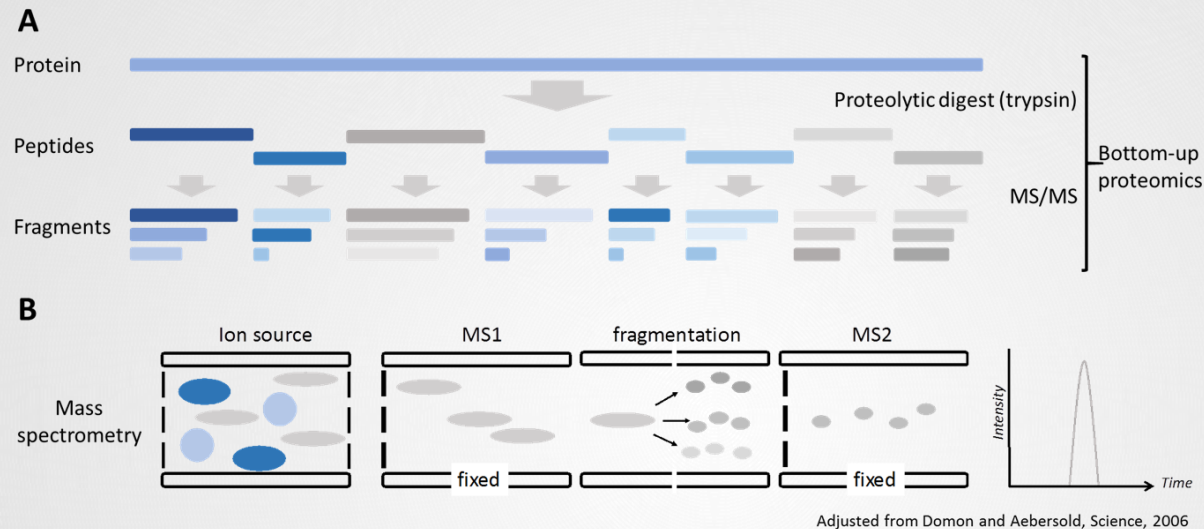 A
Protein
Proteolytic digest (trypsin)
Peptides
Bottom-up
proteomics
MS/MS
Fragments
B
Ion source
MS1
fragmentation
MS2
Mass
spectrometry
fixed
fixed
Intensity
Time
Adjusted from Domon and Aebersold, Science, 2006